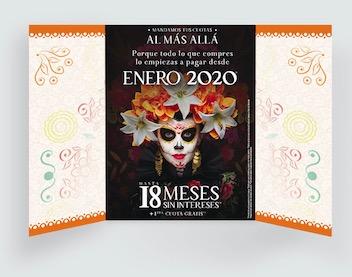 • MANDAMOS TUS CUOTAS •
AL MÁS ALLÁ
Porque todo lo que compres
lo empiezas a pagar desde
ENERO 2020
HASTA
18 MESES
SIN INTERESES
+1RA CUOTA GRATIS